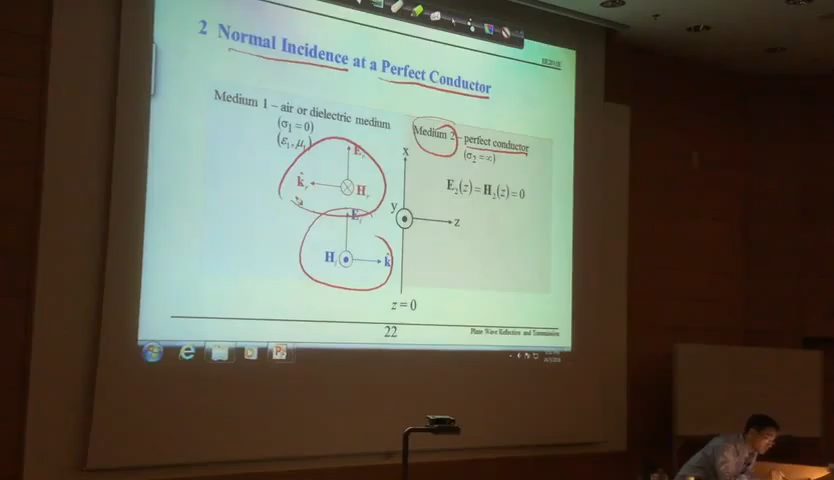 EE2011E
2 Normal Incidence at a Perfect Conductor
Medium 1 – air or dielectric medium
(σ₁ = 0)
(ε₁, μ₁)
Medium 2 – perfect conductor
(σ₂ = ∞)
E₂(z) = H₂(z) = 0
x
y
z
z = 0
Eᵣ
k̂ᵣ
Hᵣ
Eᵢ
Hᵢ
k̂
22
Plane Wave Reflection and Transmission